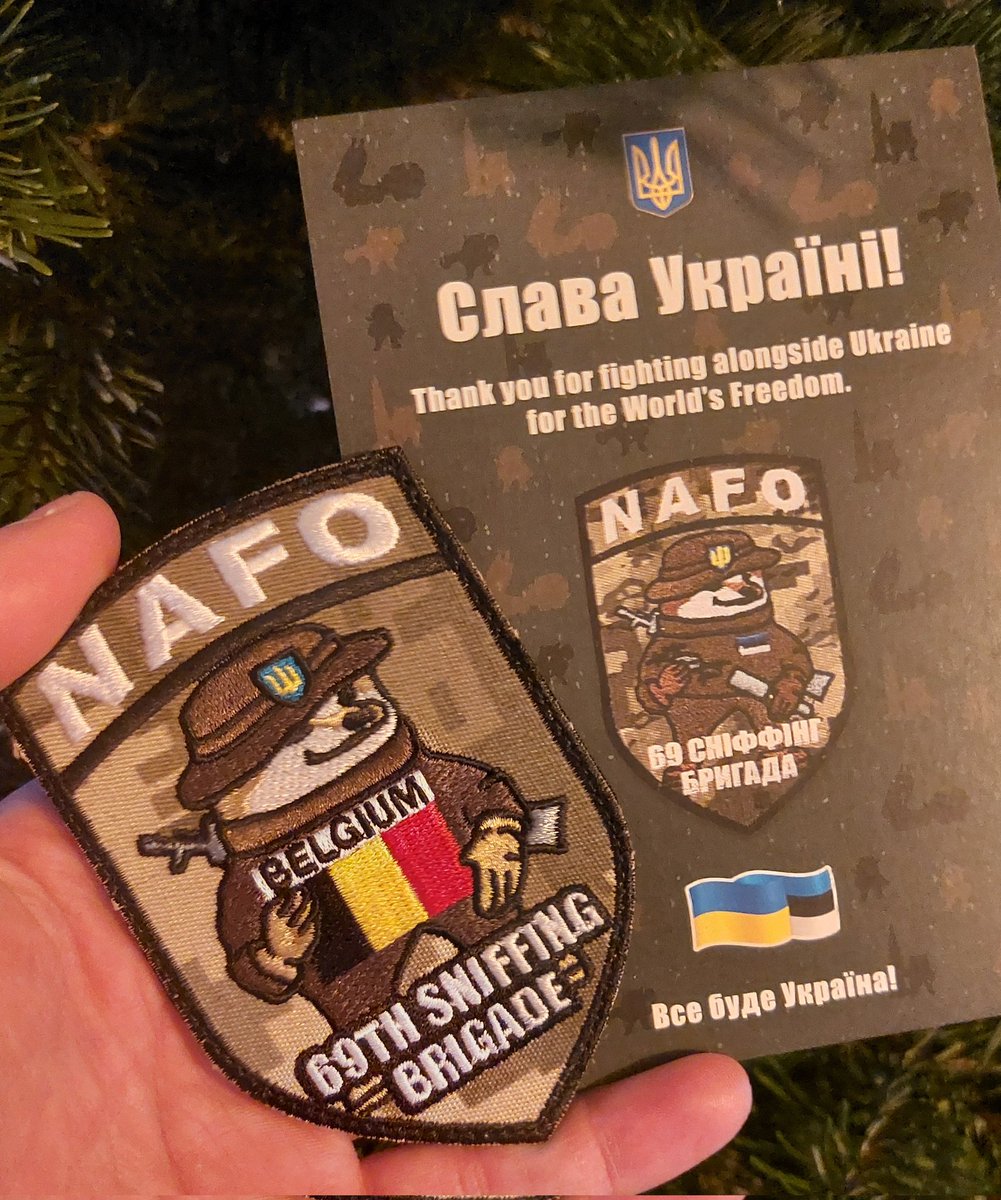 Слава Україні!
Thank you for fighting alongside Ukraine
for the World's Freedom.
NAFO
69 СНІФФІНГ
БРИГАДА
Все буде Україна!
NAFO
BELGIUM
69TH SNIFFING
BRIGADE